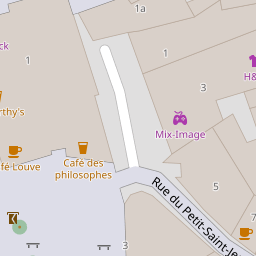 1a
ck
1
1
H&
3
rthy's
Mix-Image
Café des
philosophes
fé-Louve
Rue du Petit-Saint-Je
5
7
3